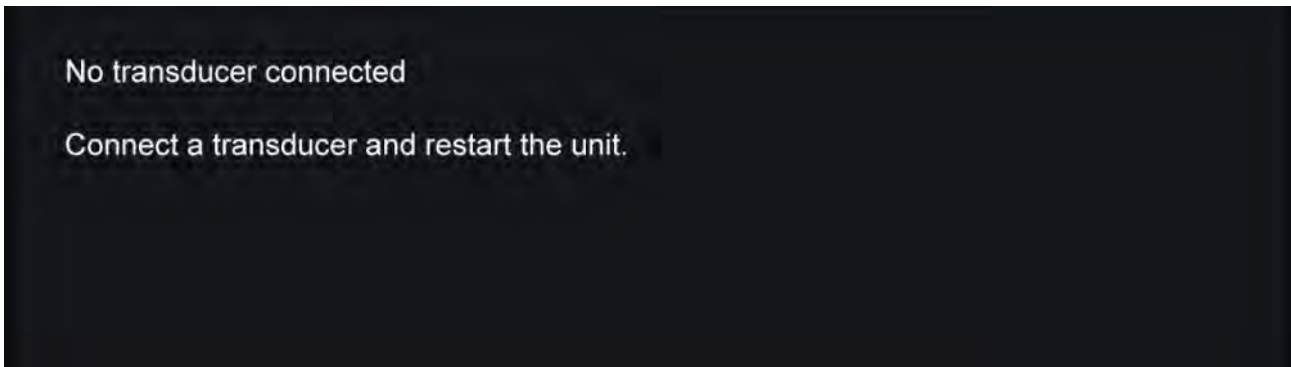 No transducer connected
Connect a transducer and restart the unit.